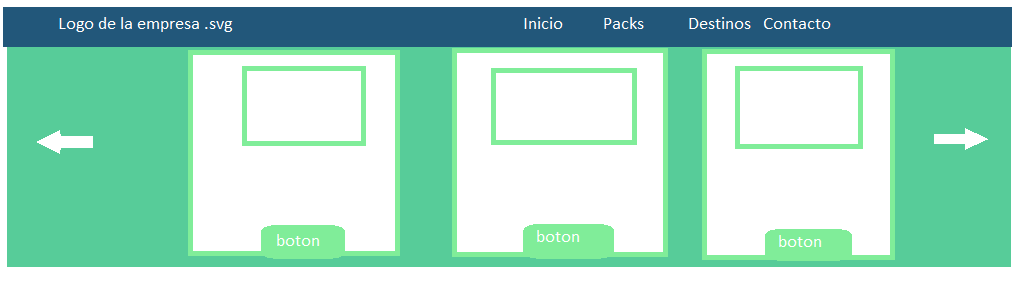 Logo de la empresa .svg Inicio Packs Destinos Contacto
boton boton boton